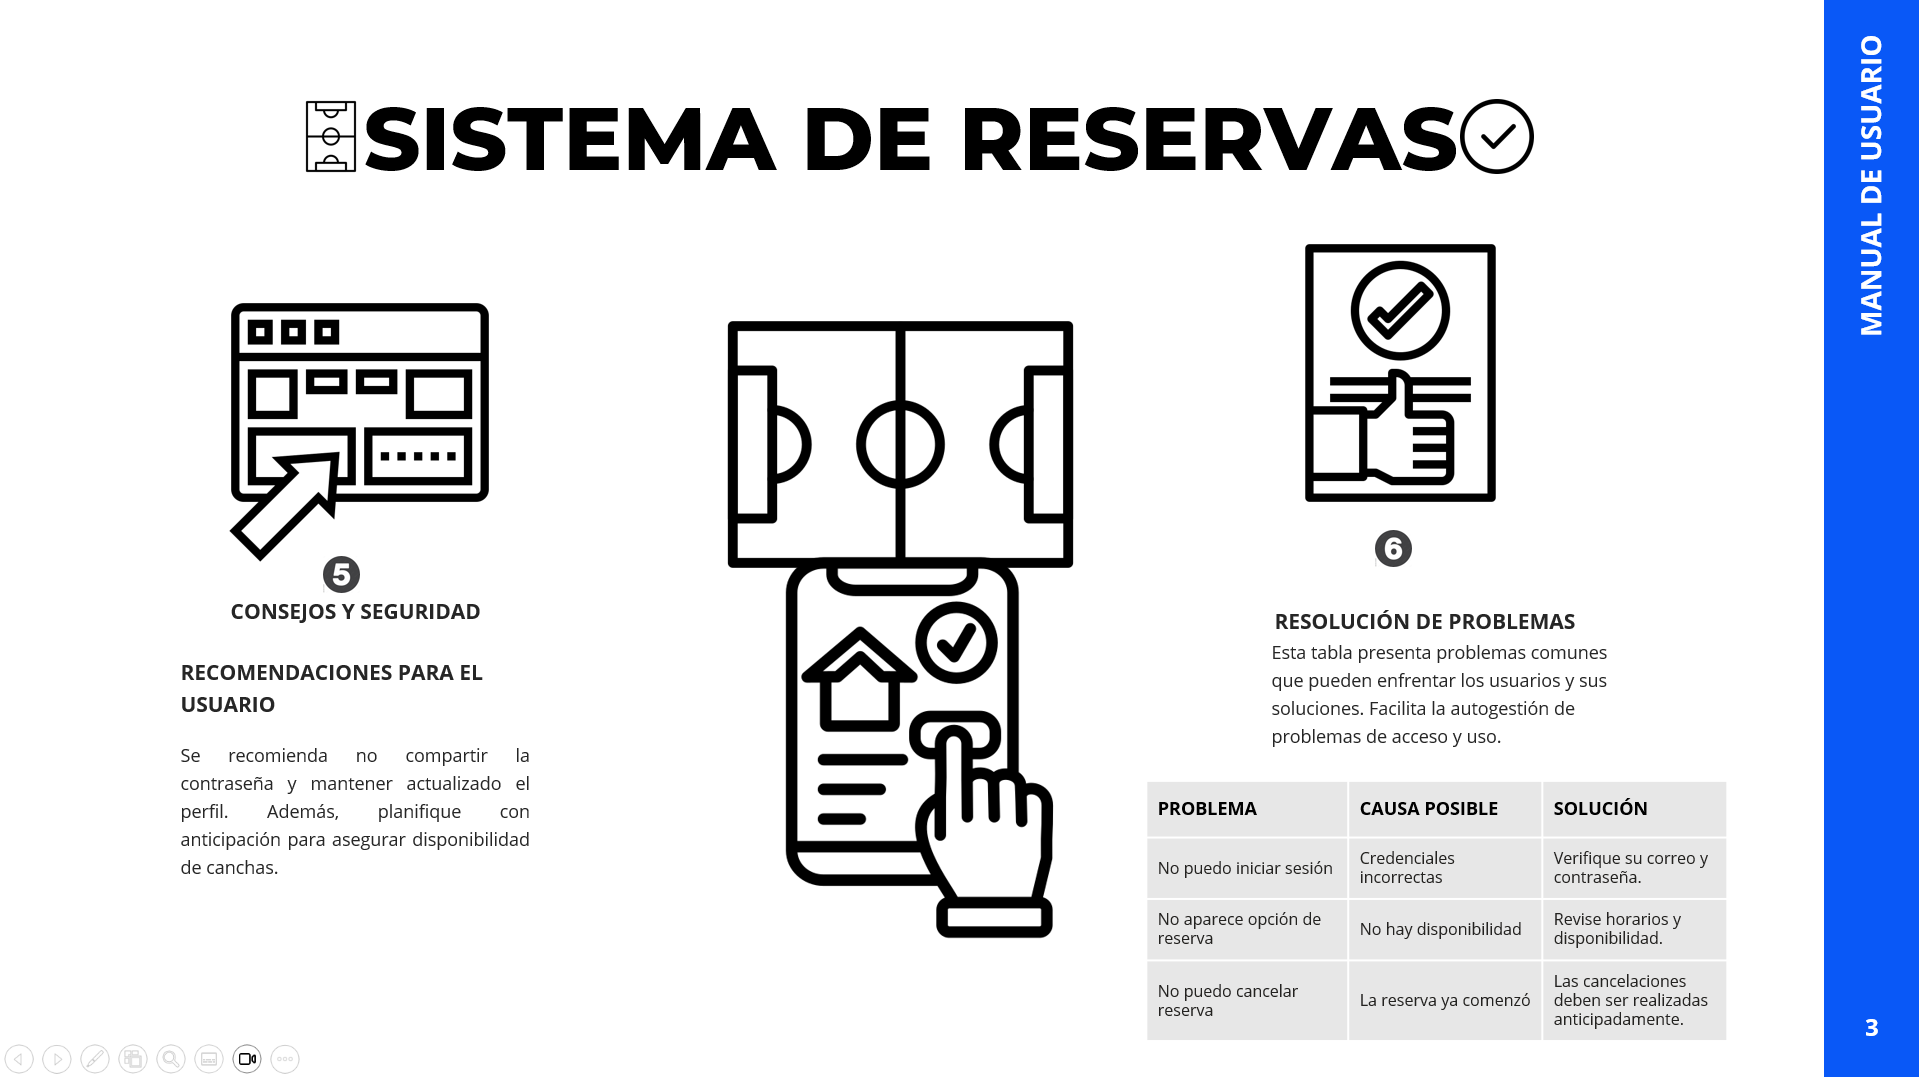 SISTEMA DE RESERVAS
MANUAL DE USUARIO
5
CONSEJOS Y SEGURIDAD
RECOMENDACIONES PARA EL
USUARIO
Se recomienda no compartir la
contraseña y mantener actualizado el
perfil. Además, planifique con
anticipación para asegurar disponibilidad
de canchas.
6
RESOLUCIÓN DE PROBLEMAS
Esta tabla presenta problemas comunes
que pueden enfrentar los usuarios y sus
soluciones. Facilita la autogestión de
problemas de acceso y uso.
PROBLEMA CAUSA POSIBLE SOLUCIÓN
No puedo iniciar sesión
Credenciales
incorrectas
Verifique su correo y
contraseña.
No aparece opción de
reserva
No hay disponibilidad
Revise horarios y
disponibilidad.
No puedo cancelar
reserva
La reserva ya comenzó
Las cancelaciones
deben ser realizadas
anticipadamente.
3